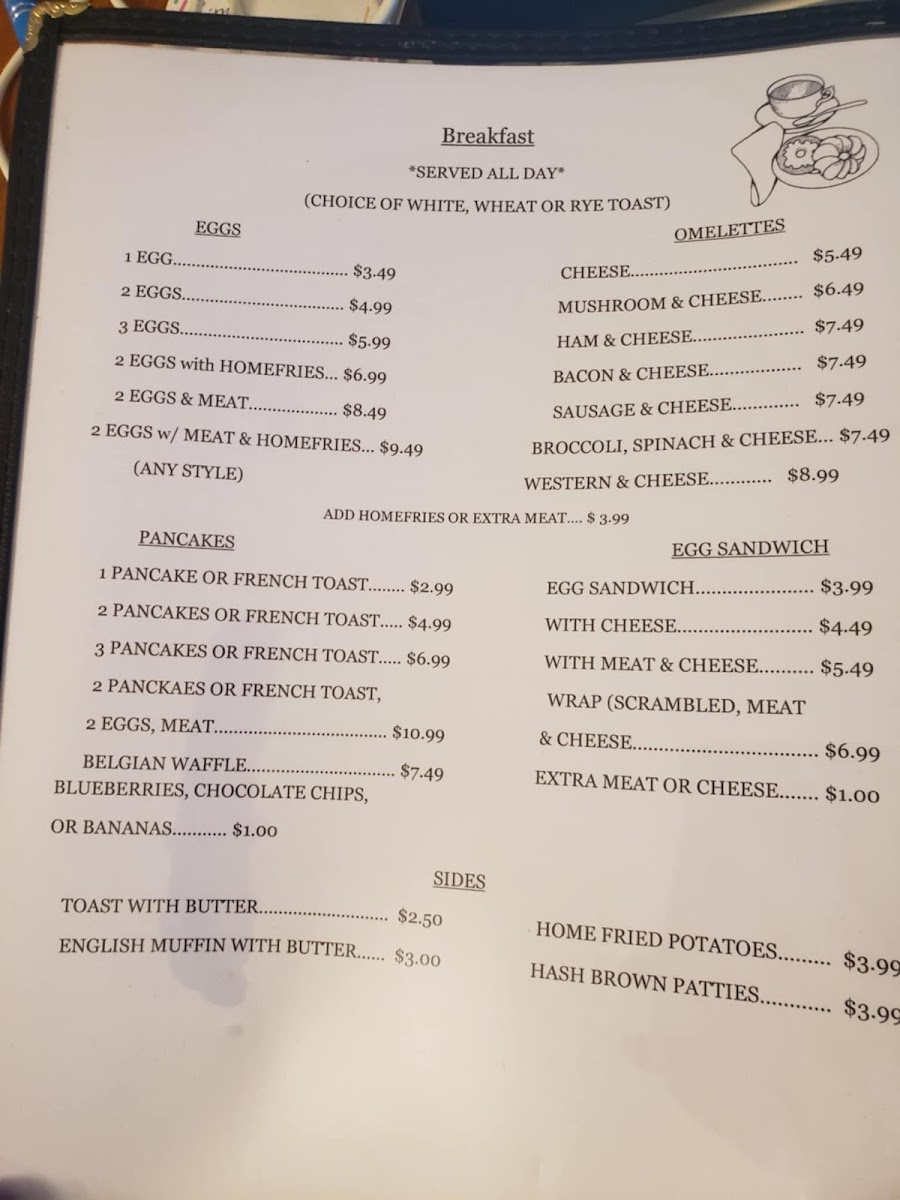 Breakfast
*SERVED ALL DAY*
(CHOICE OF WHITE, WHEAT OR RYE TOAST)
EGGS
1 EGG................................... $3.49
2 EGGS................................. $4.99
3 EGGS................................. $5.99
2 EGGS with HOMEFRIES... $6.99
2 EGGS & MEAT.................. $8.49
2 EGGS w/ MEAT & HOMEFRIES... $9.49
(ANY STYLE)
OMELETTES
CHEESE.................................. $5.49
MUSHROOM & CHEESE........ $6.49
HAM & CHEESE....................... $7.49
BACON & CHEESE................... $7.49
SAUSAGE & CHEESE............. $7.49
BROCCOLI, SPINACH & CHEESE... $7.49
WESTERN & CHEESE............ $8.99
ADD HOMEFRIES OR EXTRA MEAT.... $ 3.99
PANCAKES
1 PANCAKE OR FRENCH TOAST........ $2.99
2 PANCAKES OR FRENCH TOAST..... $4.99
3 PANCAKES OR FRENCH TOAST..... $6.99
2 PANCKAES OR FRENCH TOAST,
2 EGGS, MEAT................................... $10.99
BELGIAN WAFFLE.............................. $7.49
BLUEBERRIES, CHOCOLATE CHIPS,
OR BANANAS........... $1.00
EGG SANDWICH
EGG SANDWICH....................... $3.99
WITH CHEESE........................... $4.49
WITH MEAT & CHEESE.......... $5.49
WRAP (SCRAMBLED, MEAT
& CHEESE..................................... $6.99
EXTRA MEAT OR CHEESE....... $1.00
SIDES
TOAST WITH BUTTER.......................... $2.50
ENGLISH MUFFIN WITH BUTTER...... $3.00
HOME FRIED POTATOES......... $3.99
HASH BROWN PATTIES............ $3.99